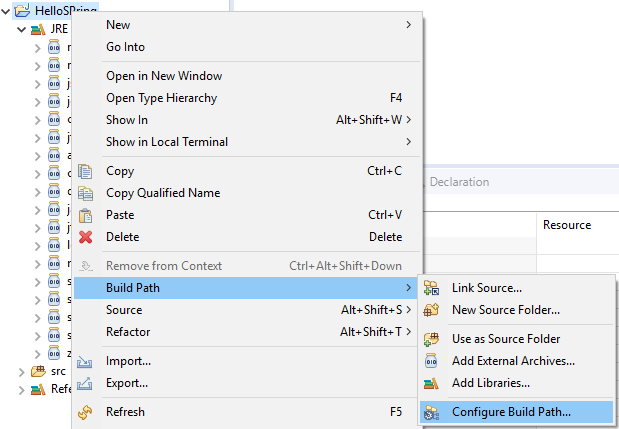 HelloSPring
JRE
New
Go Into
Open in New Window
Open Type Hierarchy F4
Show In Alt+Shift+W
Show in Local Terminal
Copy Ctrl+C
Copy Qualified Name
Paste Ctrl+V
Delete Delete
Remove from Context Ctrl+Alt+Shift+Down
Build Path
Source Alt+Shift+S
Refactor Alt+Shift+T
Import...
Export...
Refresh F5
src
Refe
Declaration
Resource
Link Source...
New Source Folder...
Use as Source Folder
Add External Archives...
Add Libraries...
Configure Build Path...